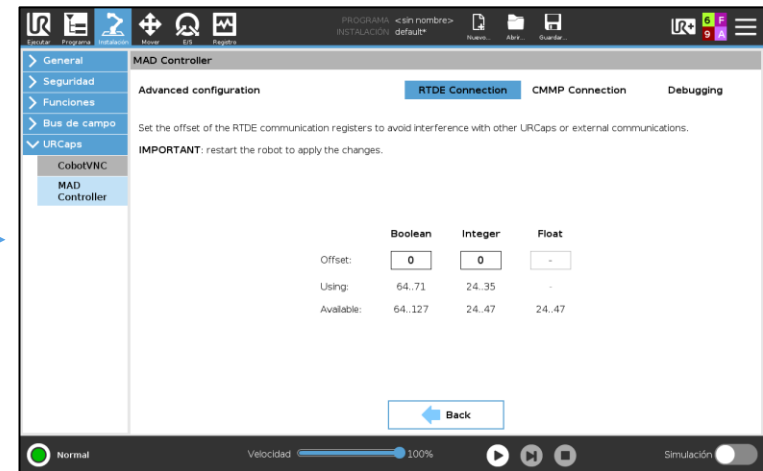 PROGRAMA <sin nombre>
INSTALACIÓN default*
Ejecutar Programa Instalación Mover E/S Registro Nuevo... Abrir... Guardar...
UR+ 6 F 9 A
General
Seguridad
Funciones
Bus de campo
URCaps
CobotVNC
MAD
Controller
MAD Controller
Advanced configuration RTDE Connection CMMP Connection Debugging
Set the offset of the RTDE communication registers to avoid interference with other URCaps or external communications.
IMPORTANT: restart the robot to apply the changes.
Boolean Integer Float
Offset: 0 0 -
Using: 64..71 24..35 -
Available: 64..127 24..47 24..47
Back
Normal Velocidad 100% Simulación